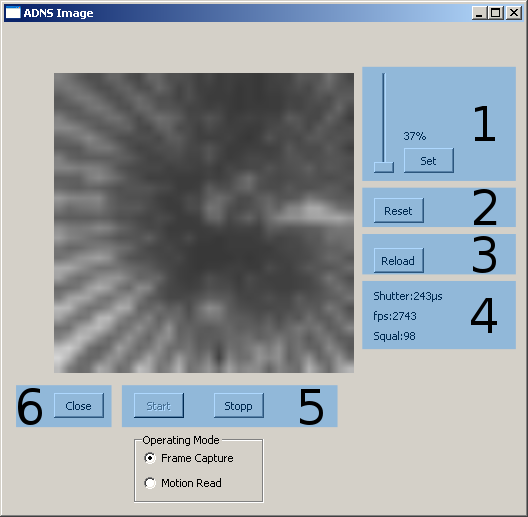 ADNS Image
37%
Set
1
Reset
2
Reload
3
Shutter:243µs
fps:2743
Squal:98
4
6
Close
Start
Stopp
5
Operating Mode
Frame Capture
Motion Read